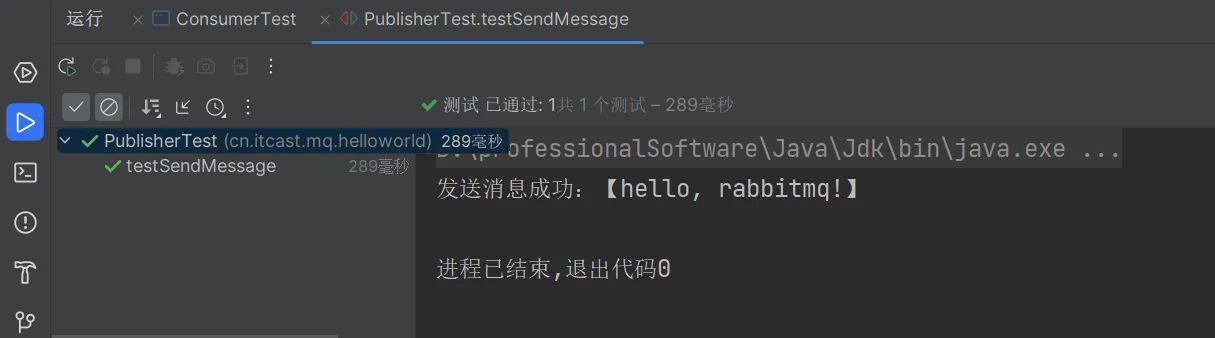 运行 ConsumerTest PublisherTest.testSendMessage
测试 已通过: 1共 1 个测试 – 289毫秒
PublisherTest (cn.itcast.mq.helloworld) 289毫秒
testSendMessage 289毫秒
D:\professionalSoftware\Java\Jdk\bin\java.exe ...
发送消息成功：【hello, rabbitmq!】
进程已结束,退出代码0